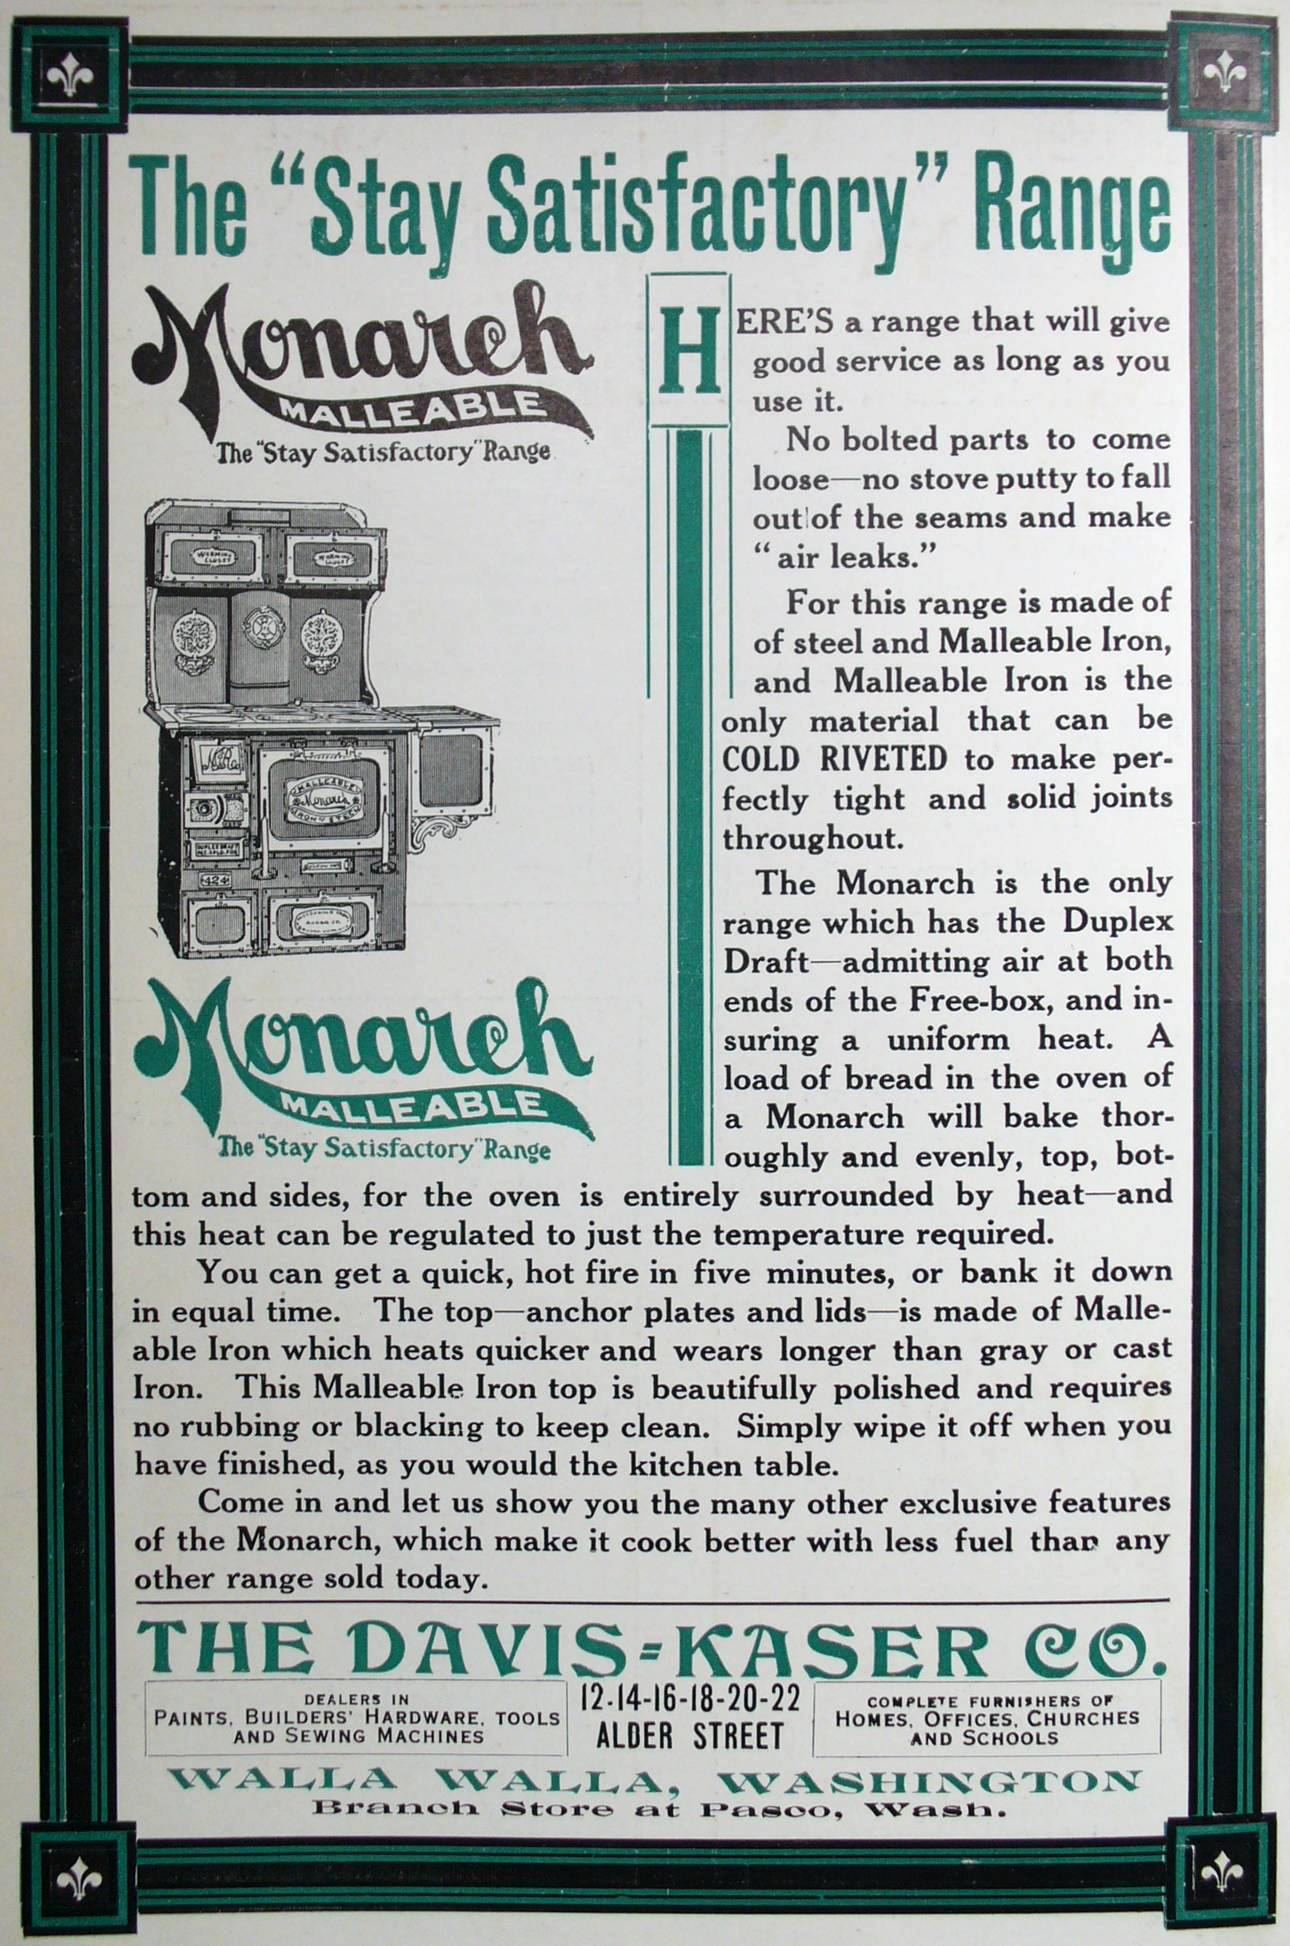 The "Stay Satisfactory" Range
Monarch
MALLEABLE
The "Stay Satisfactory" Range
WARMING
CLOSET
WARMING
CLOSET
MALLEABLE
Monarch
IRON & STEEL
DUPLEX DRAFT
424
Monarch
MALLEABLE
The "Stay Satisfactory" Range
HERE'S a range that will give
good service as long as you
use it.
No bolted parts to come
loose—no stove putty to fall
out of the seams and make
"air leaks."
For this range is made of
of steel and Malleable Iron,
and Malleable Iron is the
only material that can be
COLD RIVETED to make per-
fectly tight and solid joints
throughout.
The Monarch is the only
range which has the Duplex
Draft—admitting air at both
ends of the Free-box, and in-
suring a uniform heat. A
load of bread in the oven of
a Monarch will bake thor-
oughly and evenly, top, bot-
tom and sides, for the oven is entirely surrounded by heat—and
this heat can be regulated to just the temperature required.
You can get a quick, hot fire in five minutes, or bank it down
in equal time. The top—anchor plates and lids—is made of Malle-
able Iron which heats quicker and wears longer than gray or cast
Iron. This Malleable Iron top is beautifully polished and requires
no rubbing or blacking to keep clean. Simply wipe it off when you
have finished, as you would the kitchen table.
Come in and let us show you the many other exclusive features
of the Monarch, which make it cook better with less fuel than any
other range sold today.
THE DAVIS=KASER CO.
DEALERS IN
PAINTS, BUILDERS' HARDWARE, TOOLS
AND SEWING MACHINES
12-14-16-18-20-22
ALDER STREET
COMPLETE FURNISHERS OF
HOMES, OFFICES, CHURCHES
AND SCHOOLS
WALLA WALLA, WASHINGTON
Branch Store at Pasco, Wash.